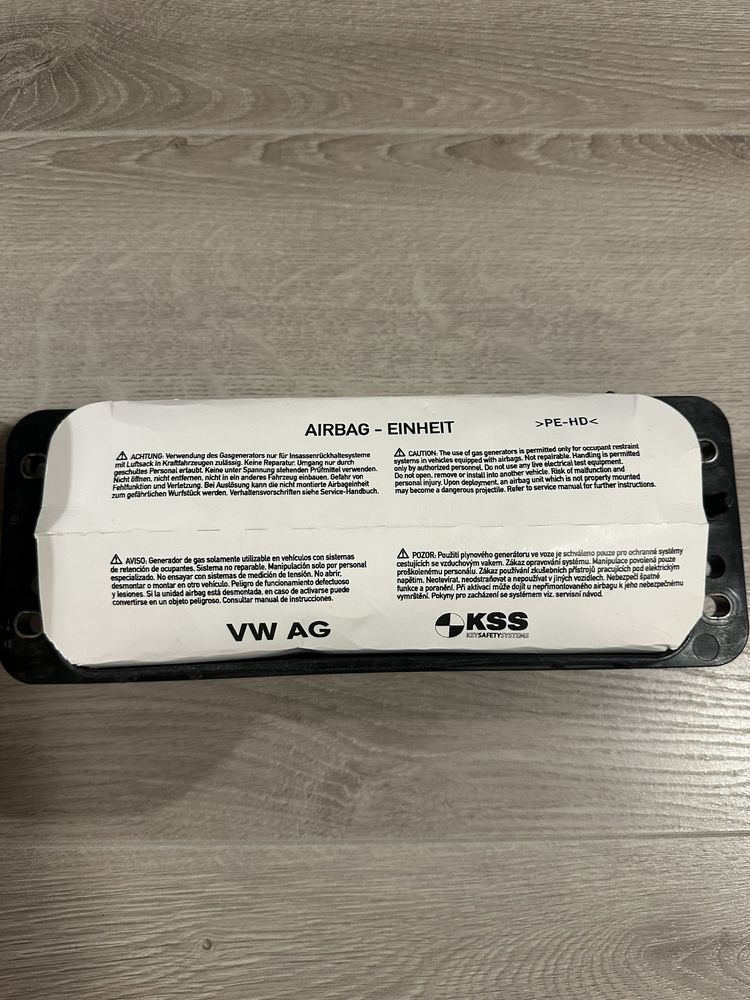 AIRBAG - EINHEIT
>PE-HD<
⚠ ACHTUNG: Verwendung des Gasgenerators nur für Insassenrückhaltesysteme
mit Luftsack in Kraftfahrzeugen zulässig. Keine Reparatur. Umgang nur durch
geschultes Personal erlaubt. Keine unter Spannung stehenden Prüfmittel verwenden.
Nicht öffnen, nicht entfernen, nicht in ein anderes Fahrzeug einbauen. Gefahr von
Fehlfunktion und Verletzung. Bei Auslösung kann die nicht montierte Airbageinheit
zum gefährlichen Wurfstück werden. Verhaltensvorschriften siehe Service-Handbuch.
⚠ CAUTION: The use of gas generators is permitted only for occupant restraint
systems in vehicles equipped with airbags. Not repairable. Handling is permitted
only by authorized personnel. Do not use any live electrical test equipment.
Do not open, remove or install into another vehicle. Risk of malfunction and
personal injury. Upon deployment, an airbag unit which is not properly mounted
may become a dangerous projectile. Refer to service manual for further instructions.
⚠ AVISO: Generador de gas solamente utilizable en vehículos con sistemas
de retención de ocupantes. Sistema no reparable. Manipulación solo por personal
especializado. No ensayar con sistemas de medición de tensión. No abrir,
desmontar o montar en otro vehículo. Peligro de funcionamiento defectuoso
y lesiones. Si la unidad airbag está desmontada, en caso de activarse puede
convertirse en un objeto peligroso. Consultar manual de instrucciones.
⚠ POZOR: Použití plynového generátoru ve voze je schváleno pouze pro ochranné systémy
cestujících se vzduchovým vakem. Zákaz opravování systému. Manipulace povolená pouze
proškolenému personálu. Zákaz používání zkušebních přístrojů pracujících pod elektrickým
napětím. Neotevírat, neodstraňovat a nepoužívat v jiných vozidlech. Nebezpečí špatné
funkce a poranění. Při aktivaci může dojít u nepřimontovaného airbagu k jeho nebezpečnému
vymrštění. Pokyny pro zacházení se systémem viz. servisní návod.
VW AG
KSS
KEYSAFETYSYSTEMS